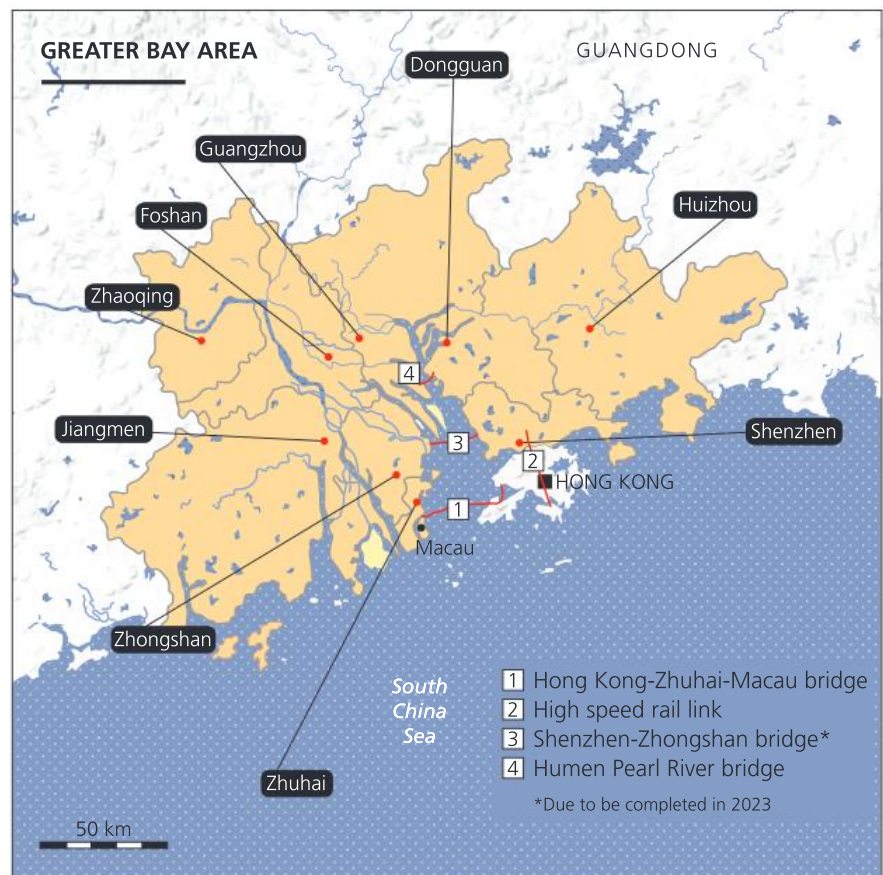 GREATER BAY AREA
GUANGDONG
Dongguan
Guangzhou
Foshan
Huizhou
Zhaoqing
4
Jiangmen
3
Shenzhen
2
HONG KONG
1
Macau
Zhongshan
South
China
Sea
1 Hong Kong-Zhuhai-Macau bridge
2 High speed rail link
3 Shenzhen-Zhongshan bridge*
4 Humen Pearl River bridge
*Due to be completed in 2023
Zhuhai
50 km